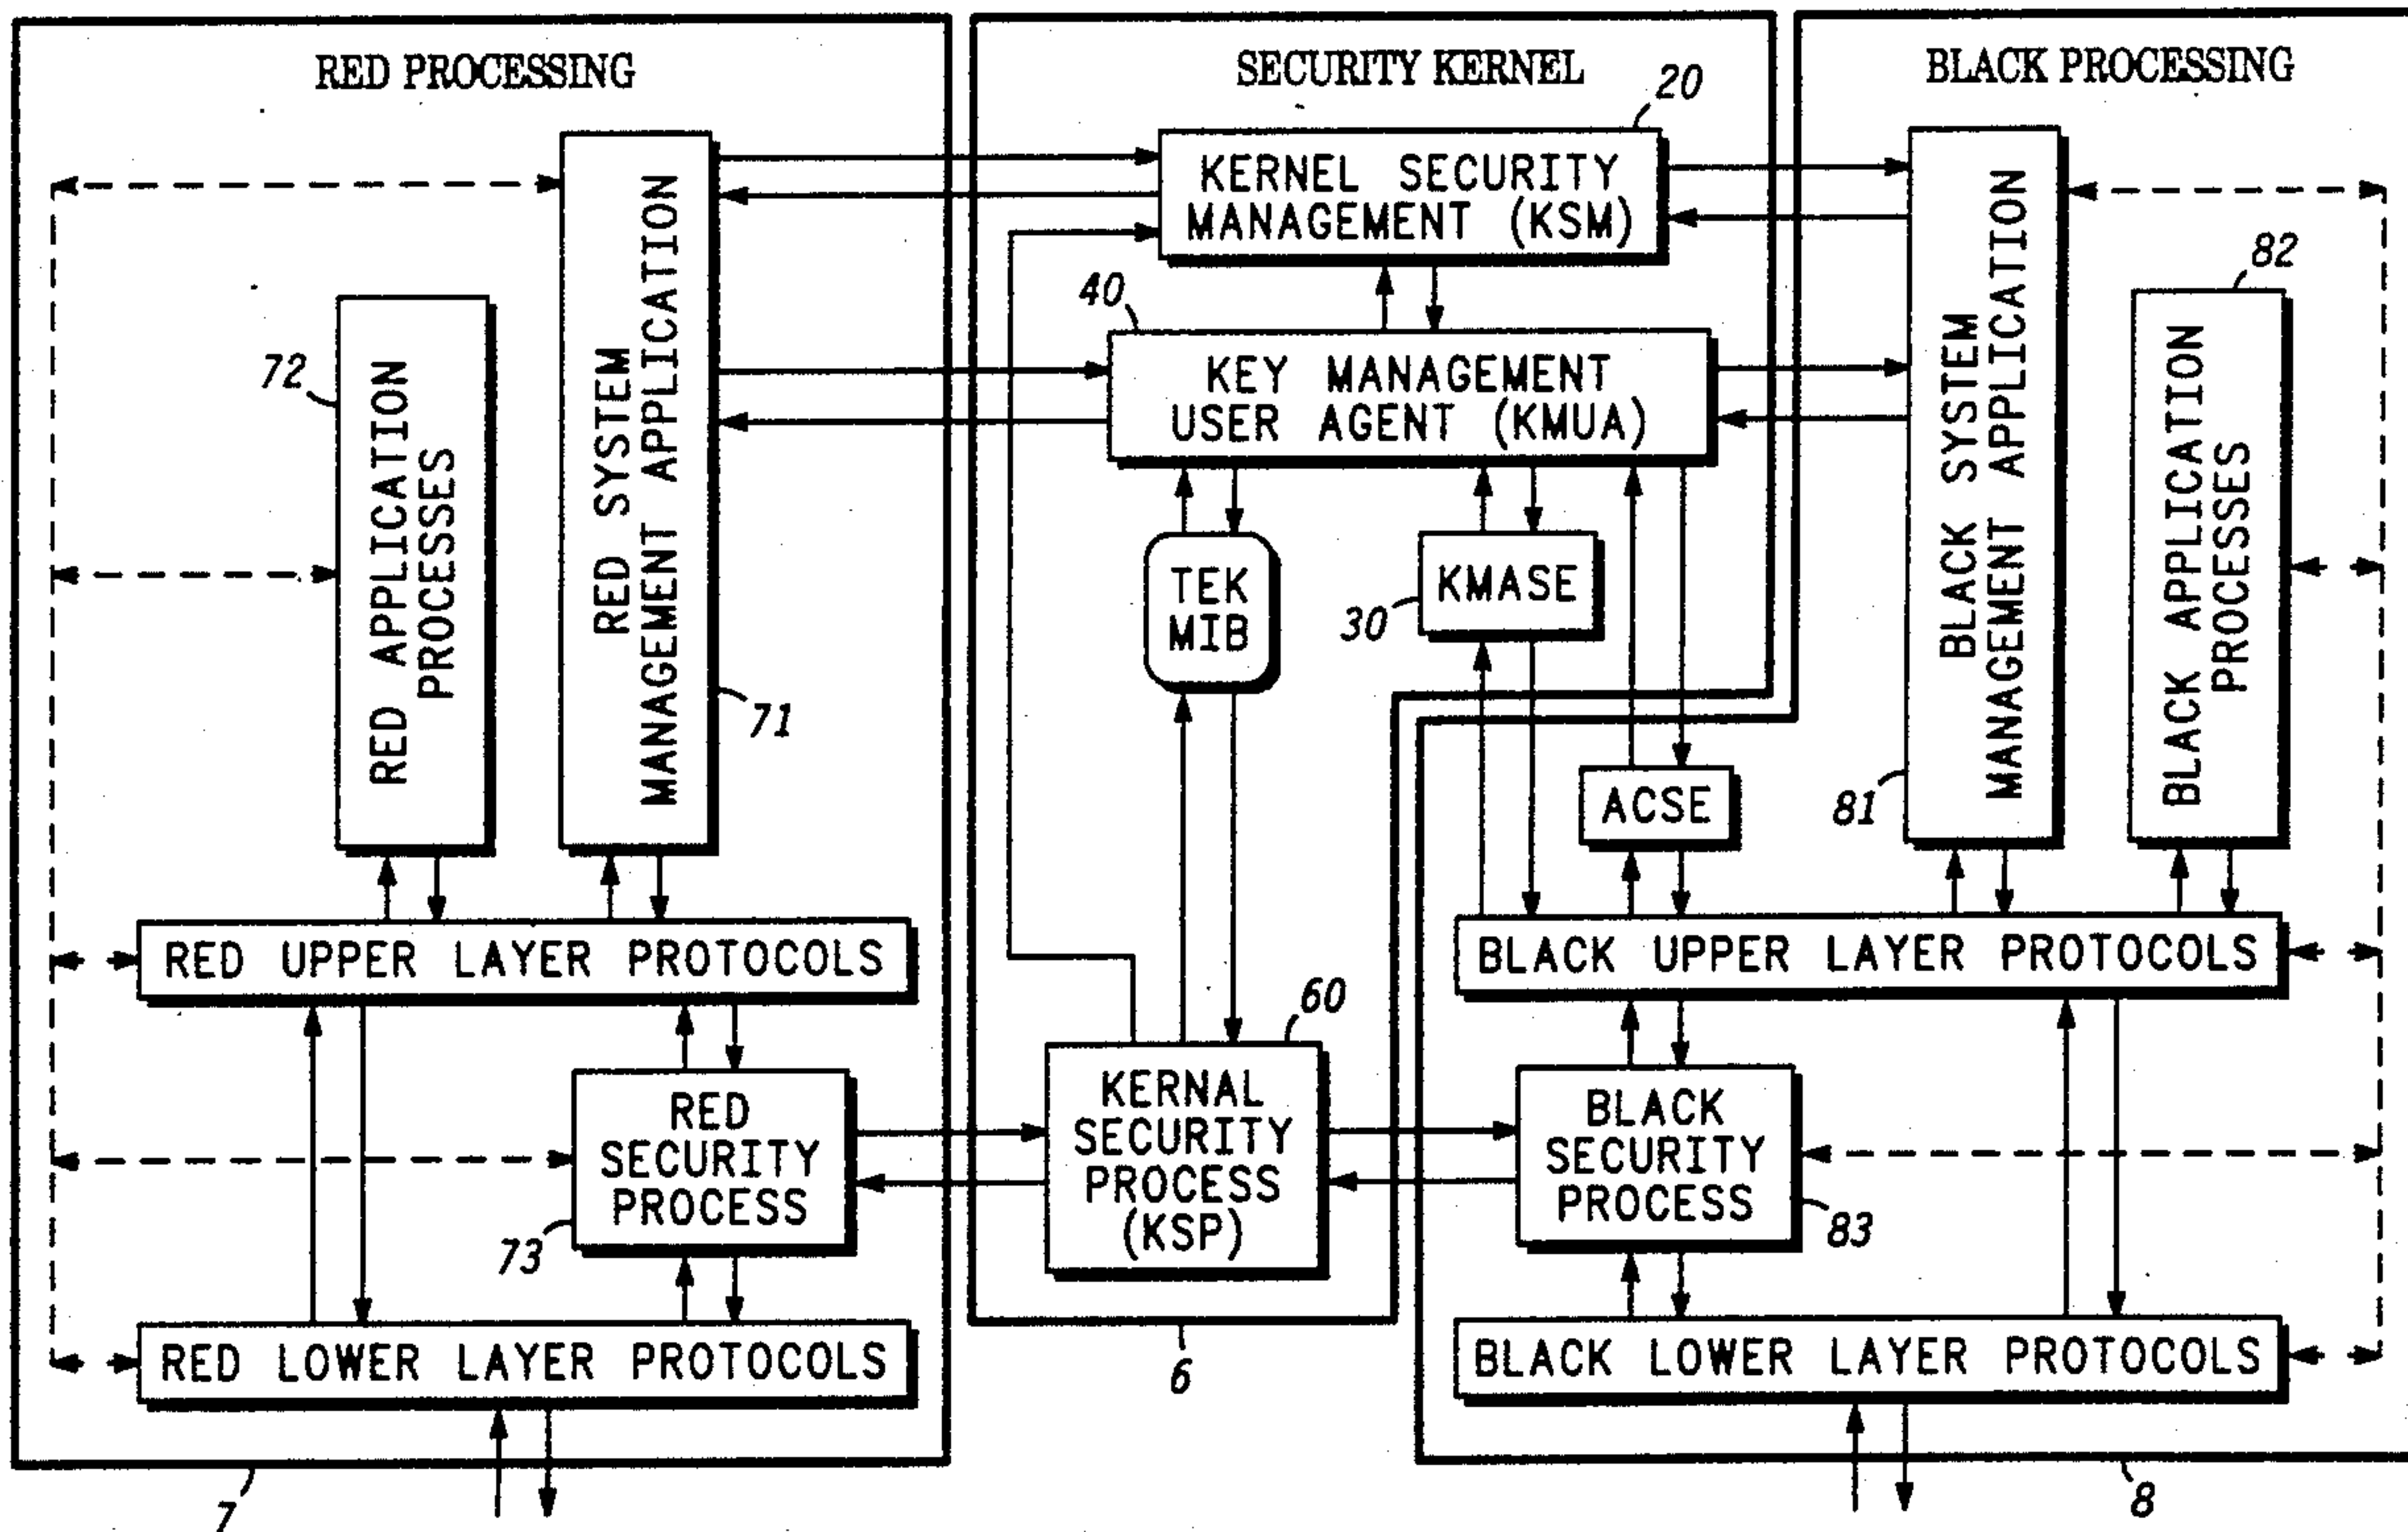 RED PROCESSING
SECURITY KERNEL
BLACK PROCESSING
20
KERNEL SECURITY
MANAGEMENT (KSM)
40
KEY MANAGEMENT
USER AGENT (KMUA)
72
RED APPLICATION
PROCESSES
RED SYSTEM
MANAGEMENT APPLICATION
71
TEK
MIB
KMASE
30
ACSE
BLACK SYSTEM
MANAGEMENT APPLICATION
81
82
BLACK APPLICATION
PROCESSES
RED UPPER LAYER PROTOCOLS
BLACK UPPER LAYER PROTOCOLS
60
RED
SECURITY
PROCESS
73
KERNAL
SECURITY
PROCESS
(KSP)
BLACK
SECURITY
PROCESS
83
RED LOWER LAYER PROTOCOLS
6
BLACK LOWER LAYER PROTOCOLS
7
8